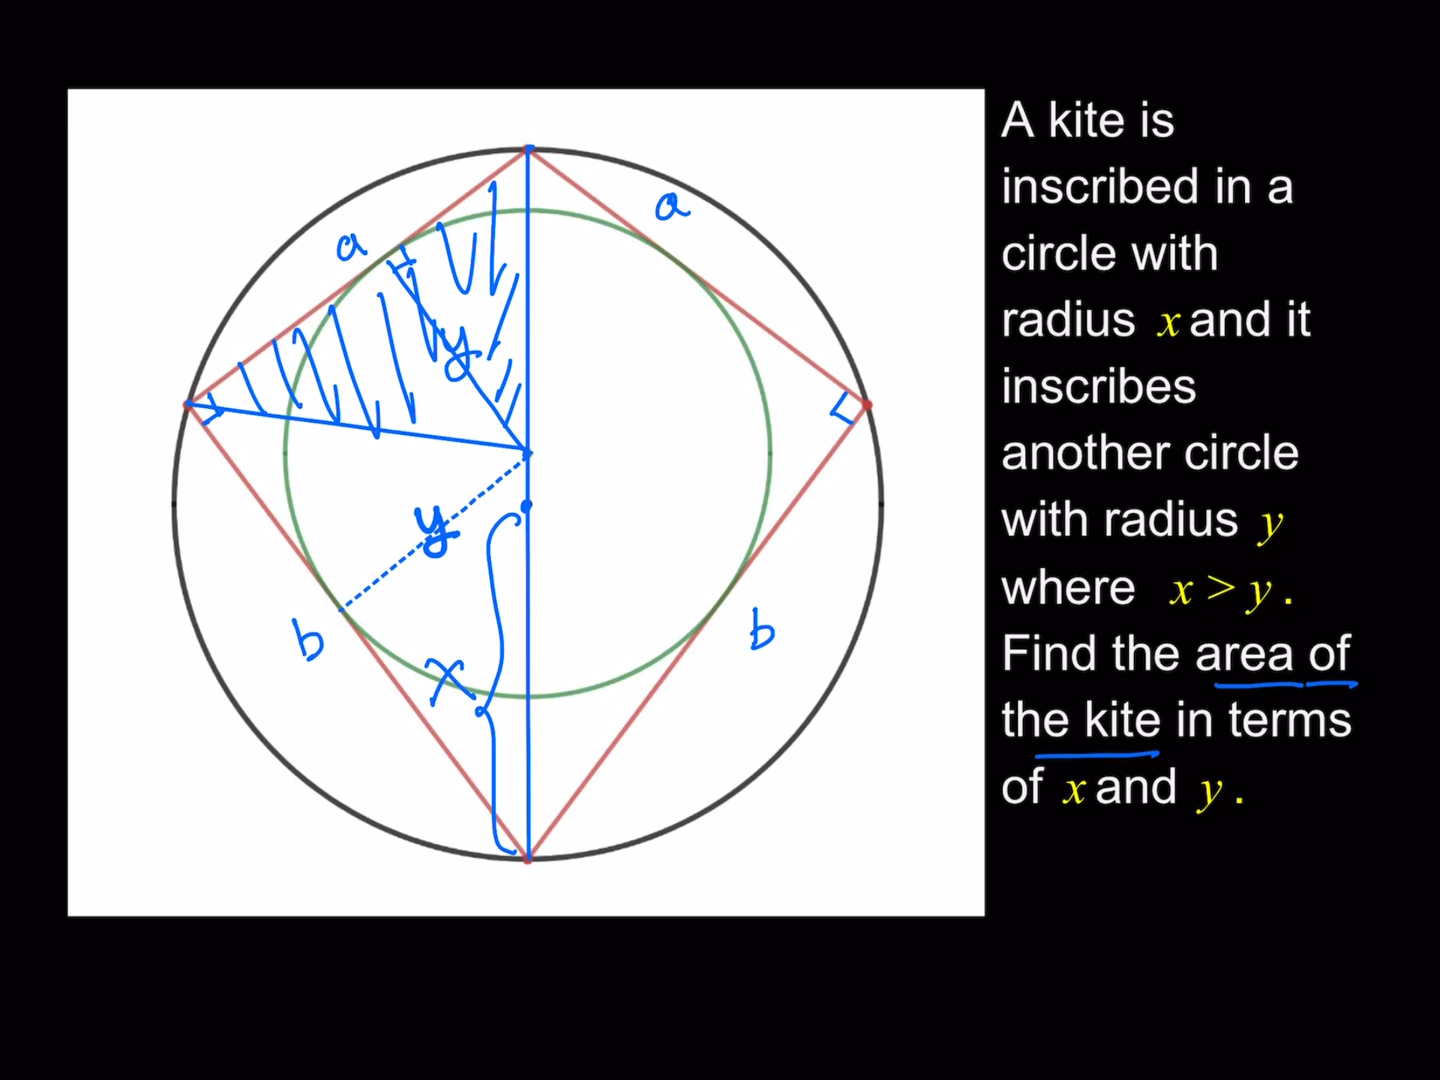 A kite is
inscribed in a
circle with
radius x and it
inscribes
another circle
with radius y
where x > y .
Find the area of
the kite in terms
of x and y .
a
a
y
y
b
b
x